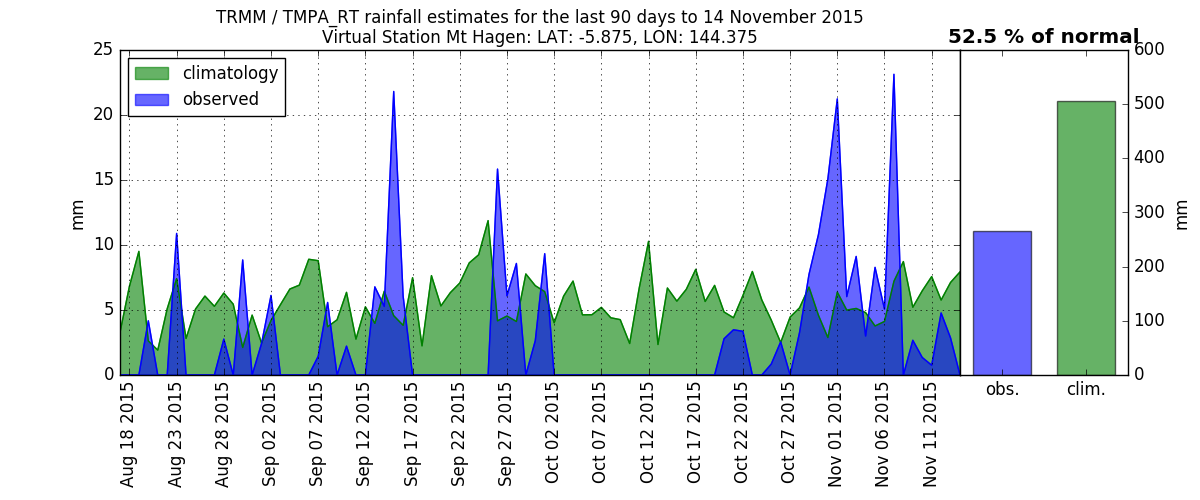 TRMM / TMPA_RT rainfall estimates for the last 90 days to 14 November 2015
Virtual Station Mt Hagen: LAT: -5.875, LON: 144.375
52.5 % of normal
climatology
observed
25
20
15
10
5
0
mm
600
500
400
300
200
100
0
mm
obs.
clim.
Aug 18 2015
Aug 23 2015
Aug 28 2015
Sep 02 2015
Sep 07 2015
Sep 12 2015
Sep 17 2015
Sep 22 2015
Sep 27 2015
Oct 02 2015
Oct 07 2015
Oct 12 2015
Oct 17 2015
Oct 22 2015
Oct 27 2015
Nov 01 2015
Nov 06 2015
Nov 11 2015